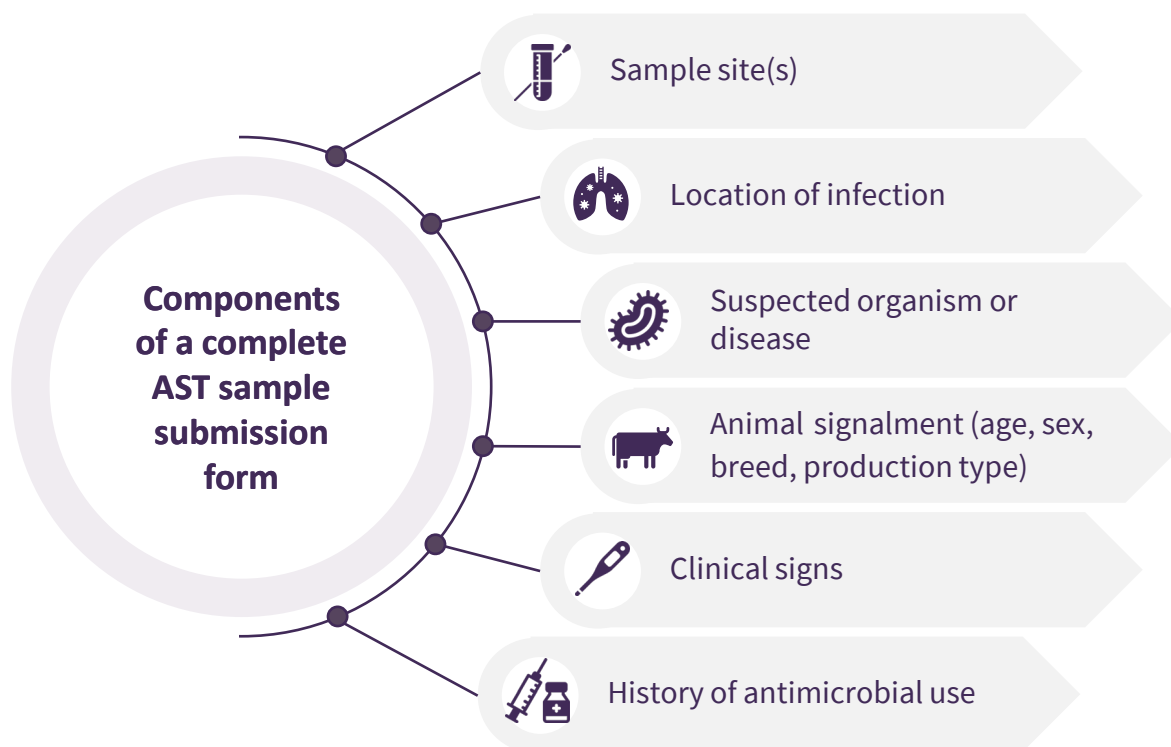 Components
of a complete
AST sample
submission
form
Sample site(s)
Location of infection
Suspected organism or
disease
Animal signalment (age, sex,
breed, production type)
Clinical signs
History of antimicrobial use